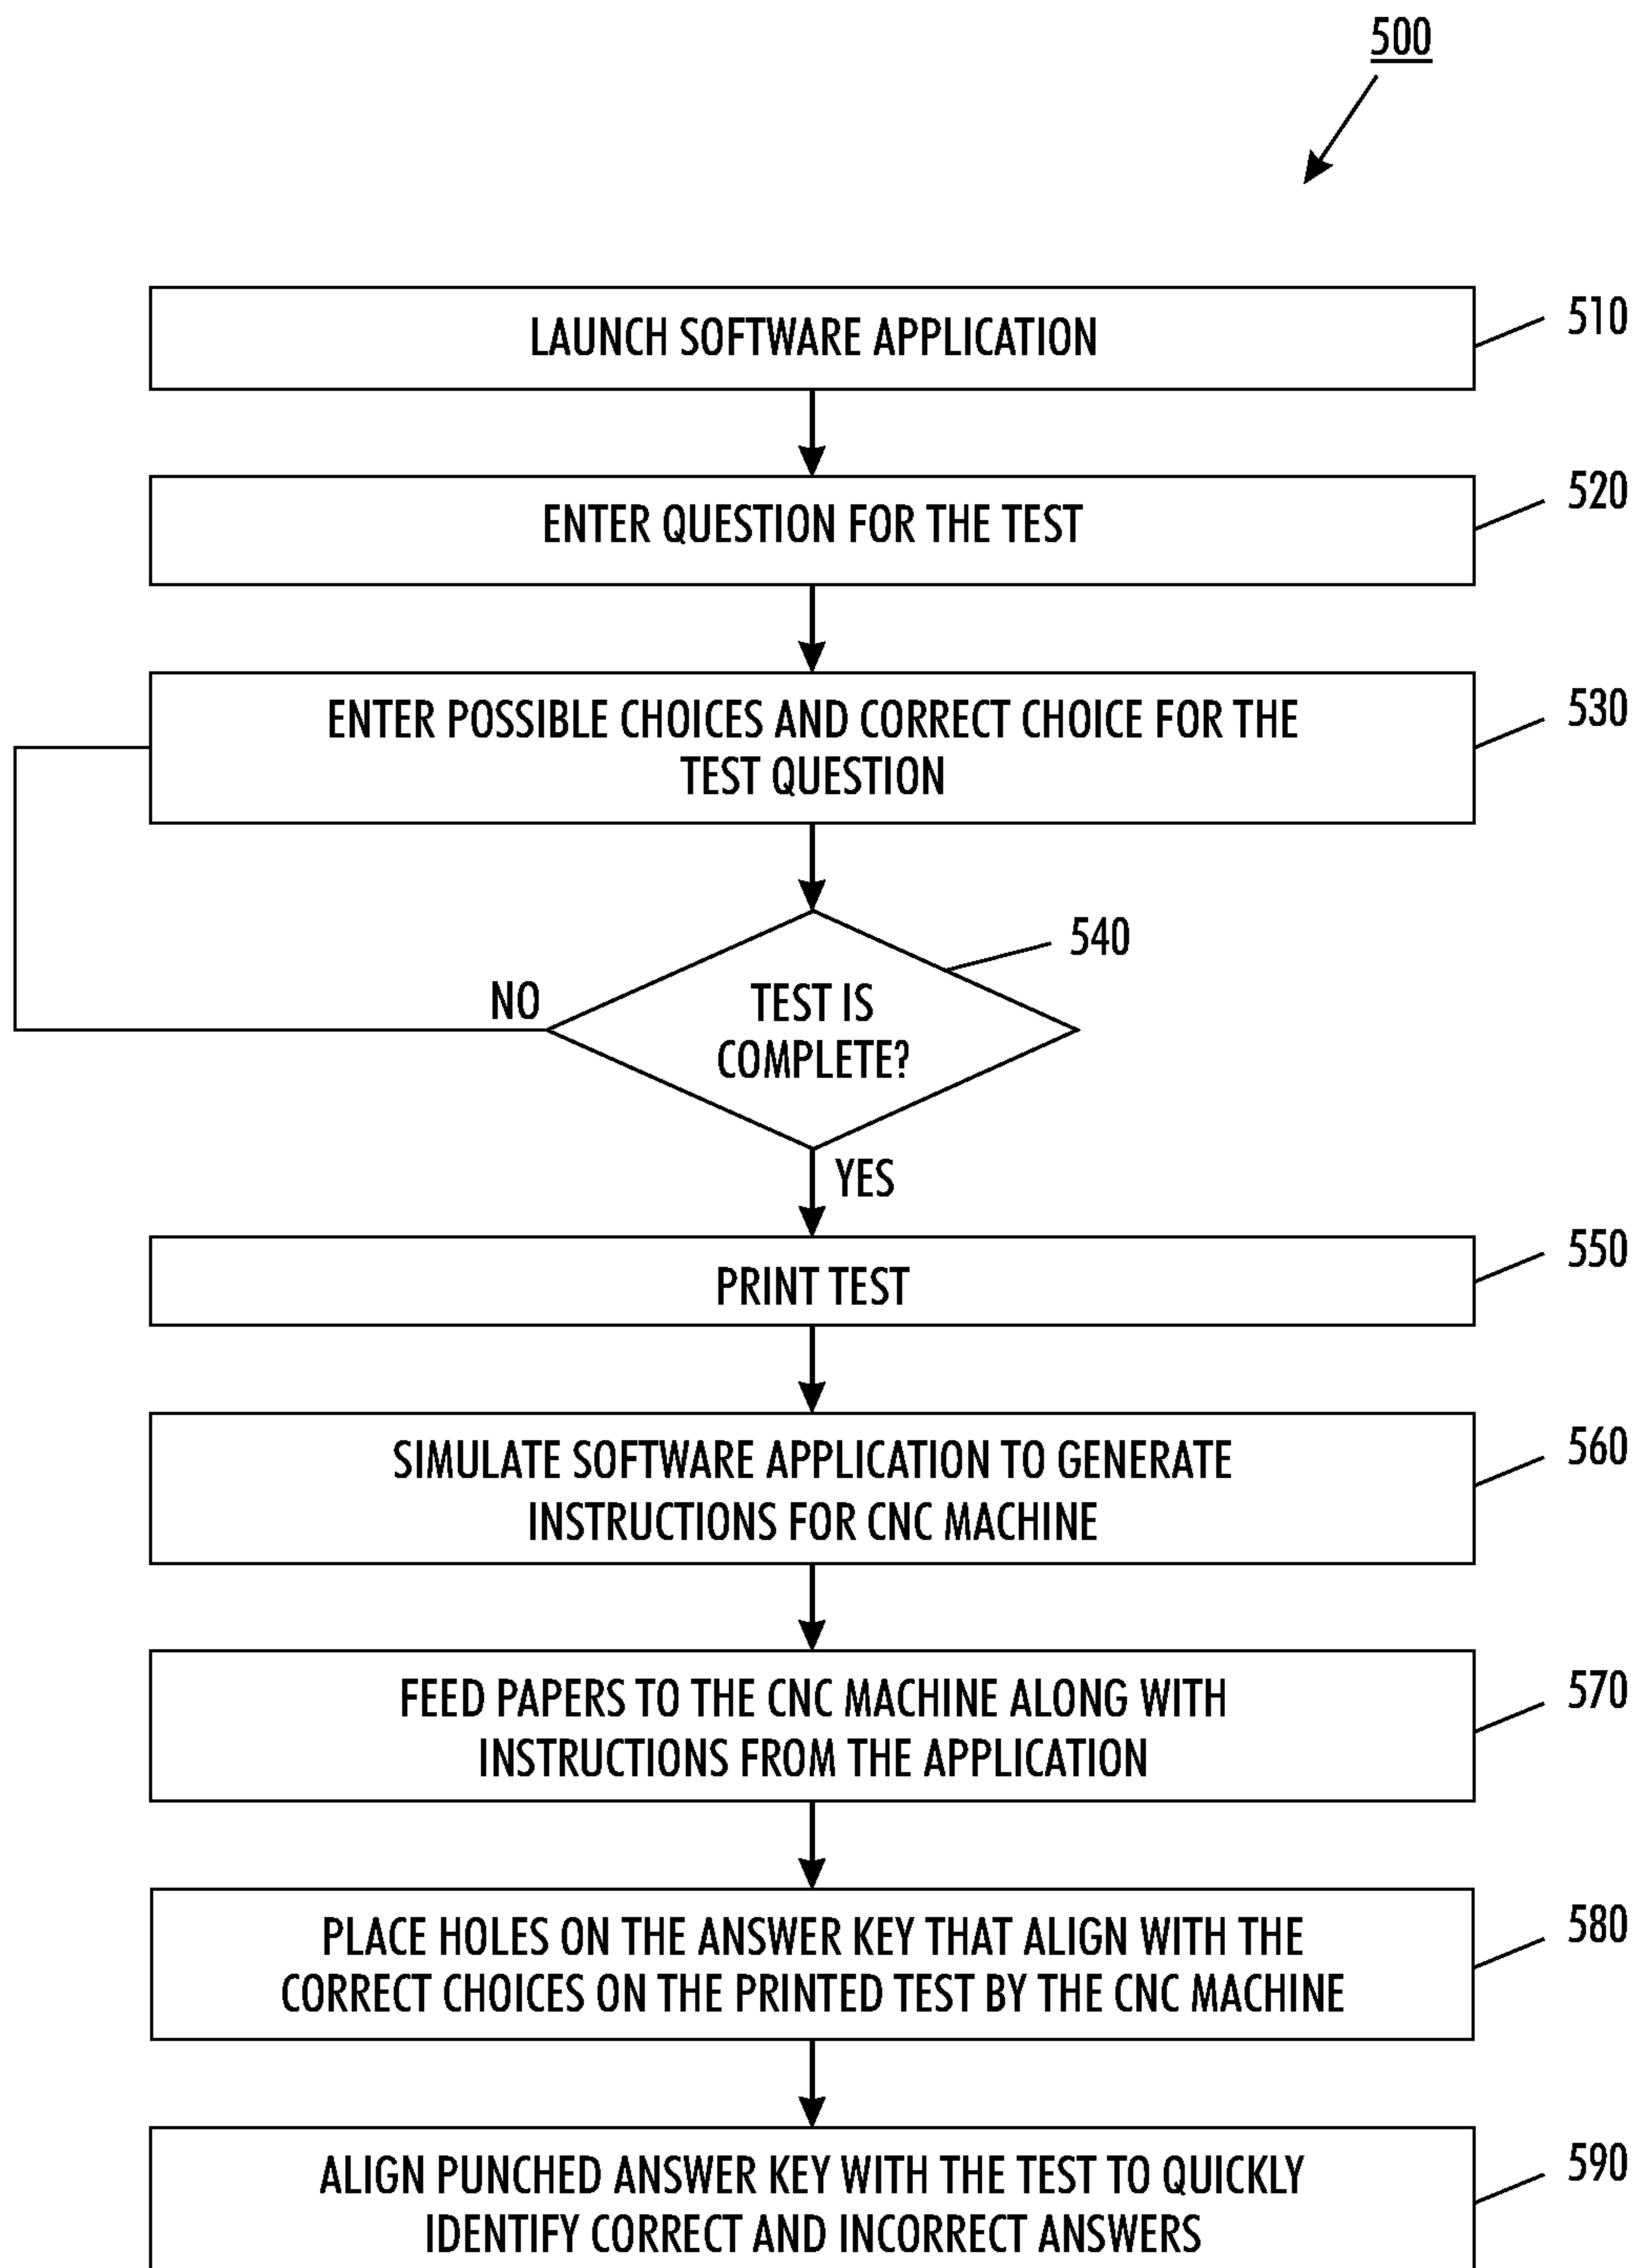 500
LAUNCH SOFTWARE APPLICATION
510
ENTER QUESTION FOR THE TEST
520
ENTER POSSIBLE CHOICES AND CORRECT CHOICE FOR THE
TEST QUESTION
530
TEST IS
COMPLETE?
540
NO
YES
PRINT TEST
550
SIMULATE SOFTWARE APPLICATION TO GENERATE
INSTRUCTIONS FOR CNC MACHINE
560
FEED PAPERS TO THE CNC MACHINE ALONG WITH
INSTRUCTIONS FROM THE APPLICATION
570
PLACE HOLES ON THE ANSWER KEY THAT ALIGN WITH THE
CORRECT CHOICES ON THE PRINTED TEST BY THE CNC MACHINE
580
ALIGN PUNCHED ANSWER KEY WITH THE TEST TO QUICKLY
IDENTIFY CORRECT AND INCORRECT ANSWERS
590